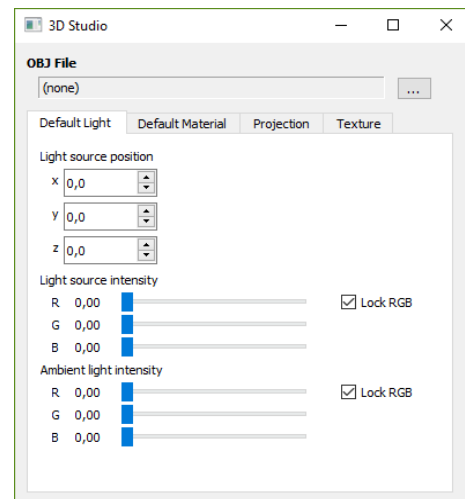 3D Studio
OBJ File
(none)
...
Default Light Default Material Projection Texture
Light source position
x 0,0
y 0,0
z 0,0
Light source intensity
R 0,00 Lock RGB
G 0,00
B 0,00
Ambient light intensity
R 0,00 Lock RGB
G 0,00
B 0,00